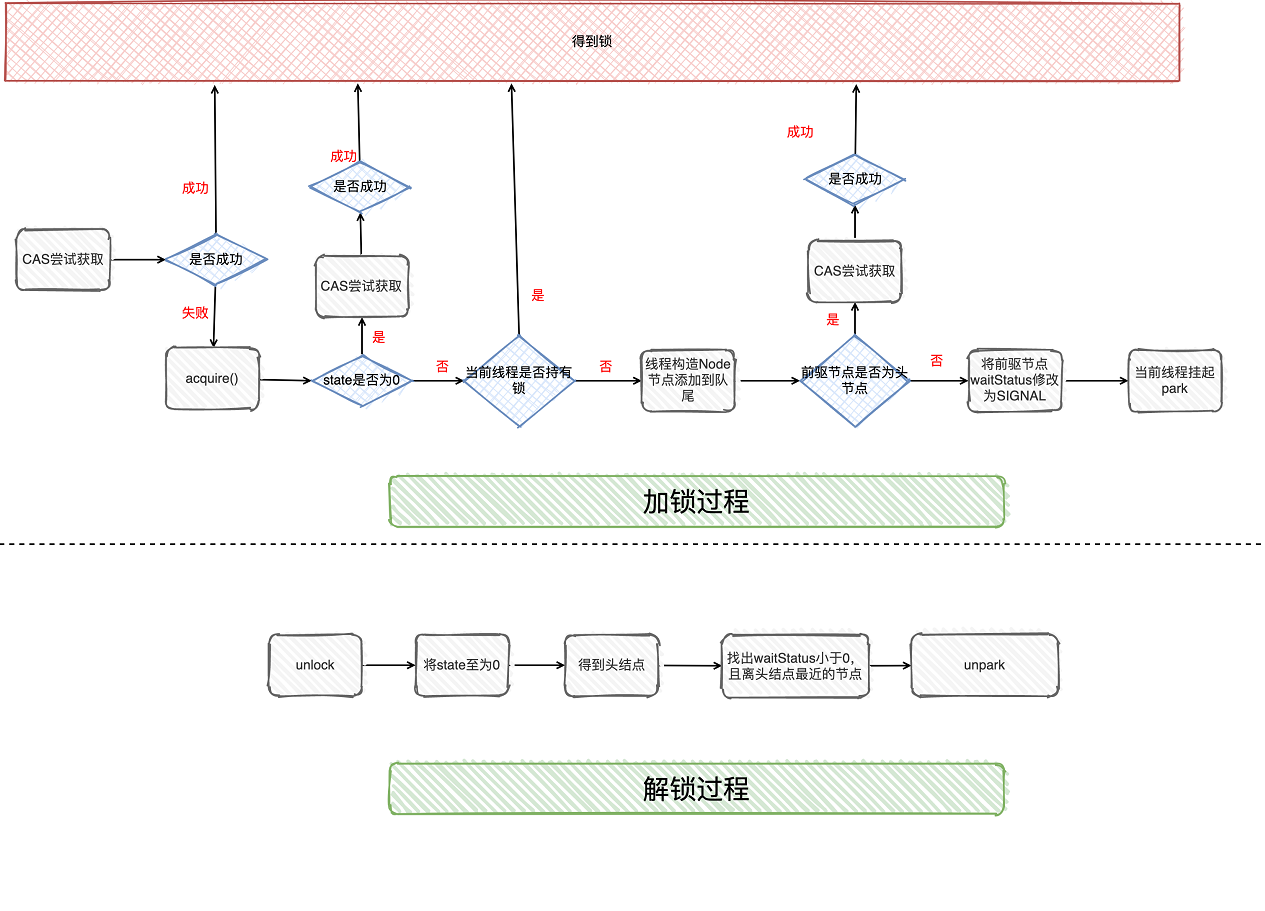 得到锁
成功
成功
是否成功
CAS尝试获取
是否成功
失败
acquire()
CAS尝试获取
是
state是否为0
否
是
当前线程是否持有
锁
否
线程构造Node
节点添加到队
尾
成功
是否成功
CAS尝试获取
是
前驱节点是否为头
节点
否
将前驱节点
waitStatus修改
为SIGNAL
当前线程挂起
park
加锁过程
unlock
将state至为0
得到头结点
找出waitStatus小于0，
且离头结点最近的节点
unpark
解锁过程